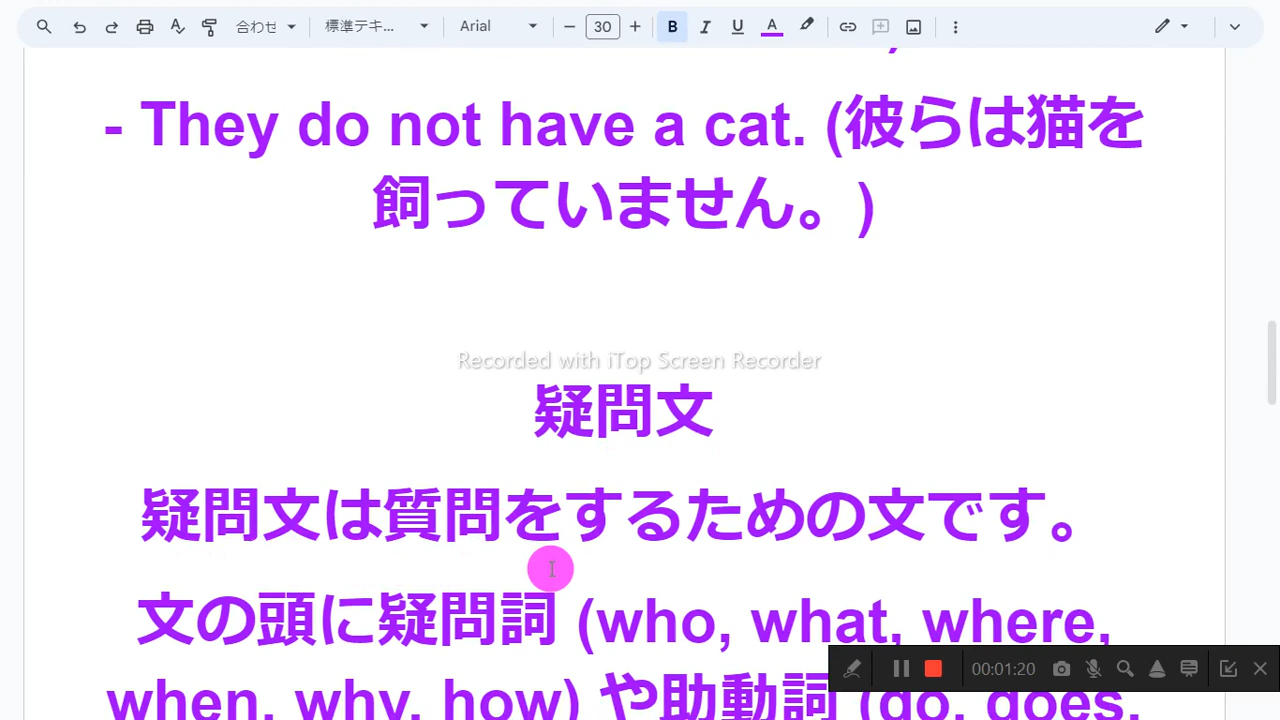 合わせ 標準テキ... Arial 30 B I U A
- They do not have a cat. (彼らは猫を
飼っていません。)
Recorded with iTop Screen Recorder
疑問文
疑問文は質問をするための文です。
文の頭に疑問詞 (who, what, where,
00:01:20
when, why, how) や助動詞 (do, does,